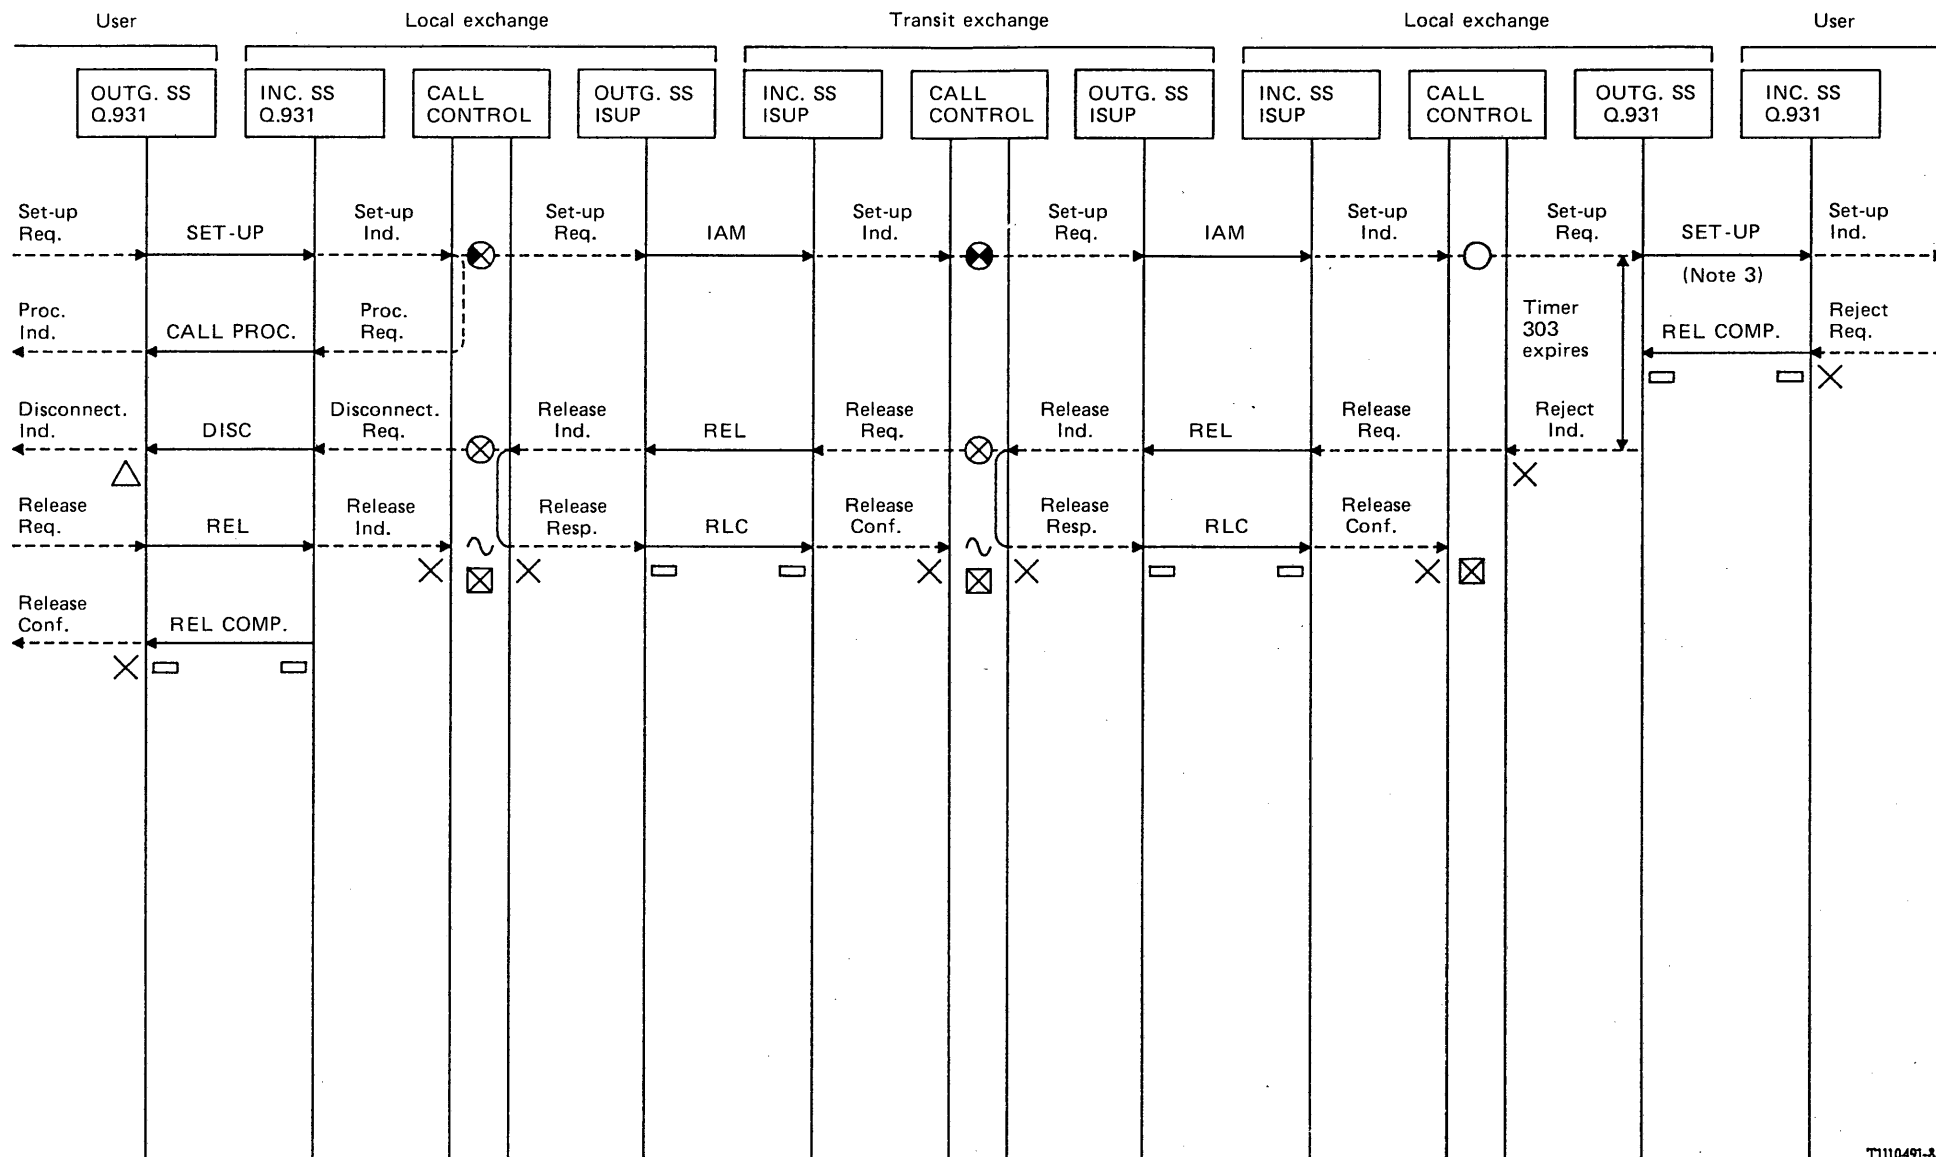 User
Local exchange
Transit exchange
Local exchange
User
OUTG. SS
Q.931
INC. SS
Q.931
CALL
CONTROL
OUTG. SS
ISUP
INC. SS
ISUP
CALL
CONTROL
OUTG. SS
ISUP
INC. SS
ISUP
CALL
CONTROL
OUTG. SS
Q.931
INC. SS
Q.931
Set-up
Req.
SET-UP
Set-up
Ind.
Set-up
Req.
IAM
Set-up
Ind.
Set-up
Req.
IAM
Set-up
Ind.
Set-up
Req.
SET-UP
(Note 3)
Set-up
Ind.
Proc.
Ind.
CALL PROC.
Proc.
Req.
Timer
303
expires
REL COMP.
Reject
Req.
Disconnect.
Ind.
DISC
Disconnect.
Req.
Release
Ind.
REL
Release
Req.
Release
Ind.
REL
Release
Req.
Reject
Ind.
Release
Req.
REL
Release
Ind.
Release
Resp.
RLC
Release
Conf.
Release
Resp.
RLC
Release
Conf.
Release
Conf.
REL COMP.
T1110491-8